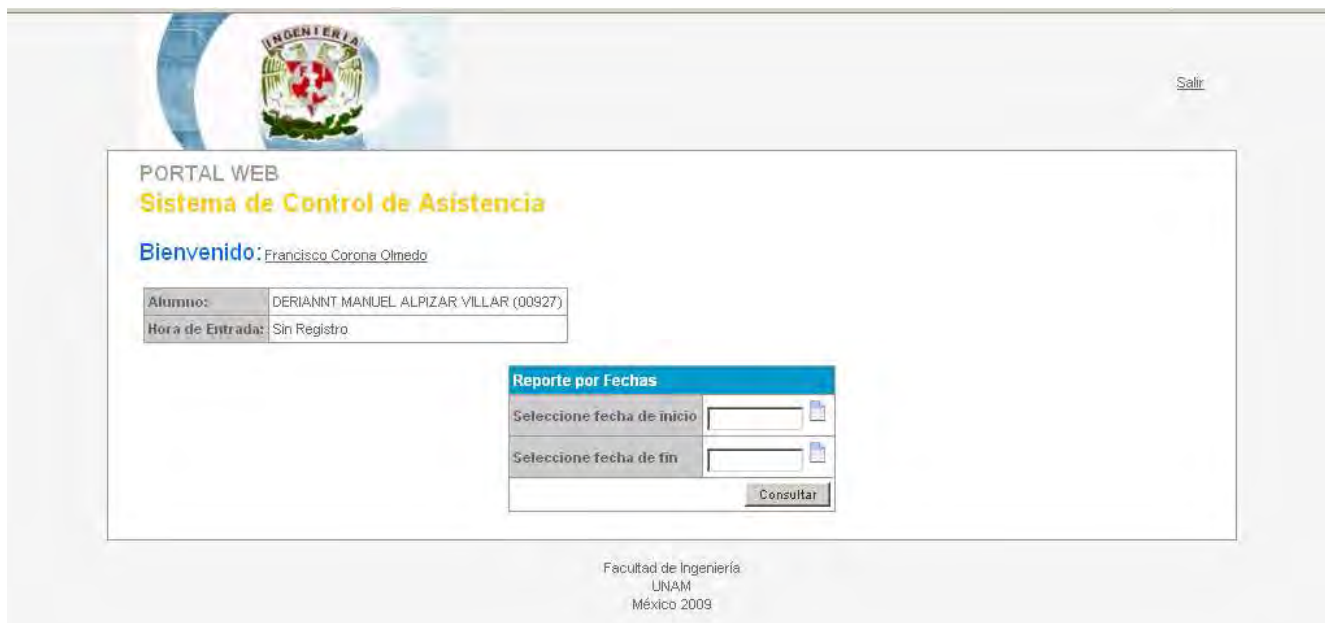 INGENIERIA
Salir
PORTAL WEB
Sistema de Control de Asistencia
Bienvenido: Francisco Corona Olmedo
Alumno: DERIANNT MANUEL ALPIZAR VILLAR (00927)
Hora de Entrada: Sin Registro
Reporte por Fechas
Seleccione fecha de inicio
Seleccione fecha de fin
Consultar
Facultad de Ingeniería
UNAM
México 2009